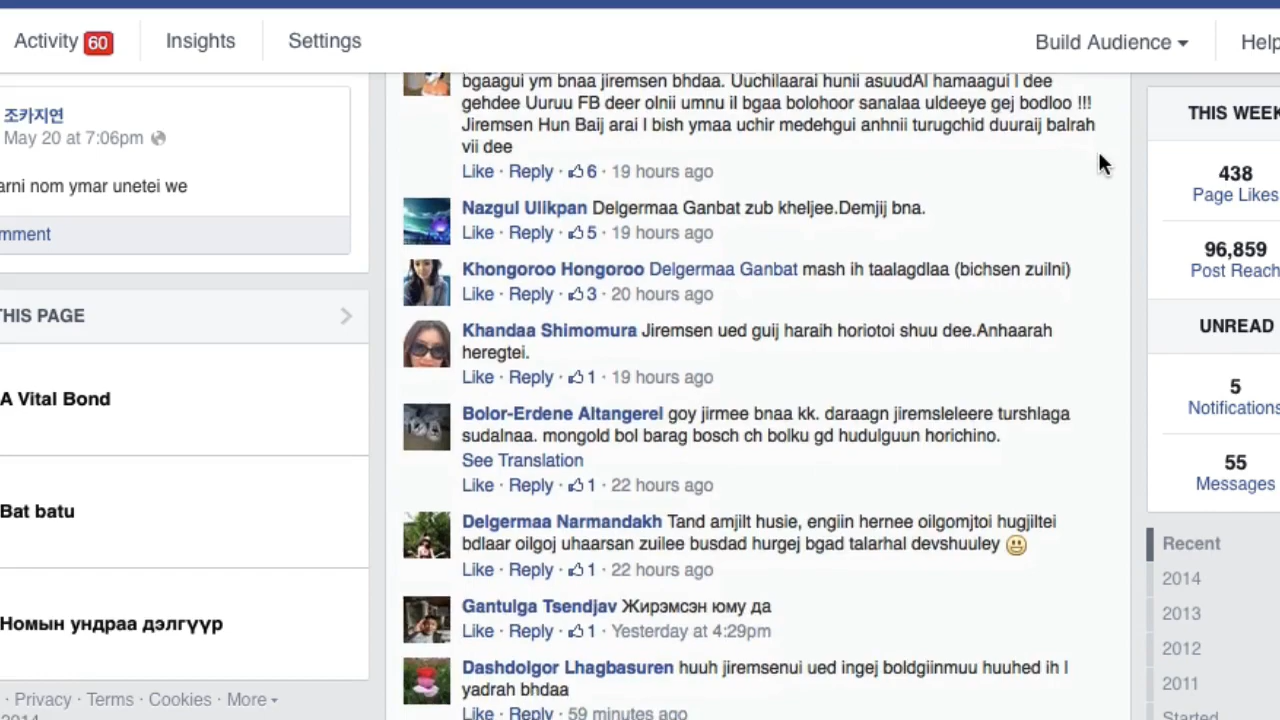 Activity 60 Insights Settings Build Audience Help
조카지연
May 20 at 7:06pm
arni nom ymar unetei we
mment
THIS PAGE
A Vital Bond
Bat batu
Номын ундраа дэлгүүр
· Privacy · Terms · Cookies · More
2014
bgaagui ym bnaa jiremsen bhdaa. Uuchilaarai hunii asuudAl hamaagui l dee
gehdee Uuruu FB deer olnii umnu il bgaa bolohoor sanalaa uldeeye gej bodloo !!!
Jiremsen Hun Baij arai l bish ymaa uchir medehgui anhnii turugchid duuraij balrah
vii dee
Like · Reply · 6 · 19 hours ago
Nazgul Ulikpan Delgermaa Ganbat zub kheljee.Demjij bna.
Like · Reply · 5 · 19 hours ago
Khongoroo Hongoroo Delgermaa Ganbat mash ih taalagdlaa (bichsen zuilni)
Like · Reply · 3 · 20 hours ago
Khandaa Shimomura Jiremsen ued guij haraih horiotoi shuu dee.Anhaarah
heregtei.
Like · Reply · 1 · 19 hours ago
Bolor-Erdene Altangerel goy jirmee bnaa kk. daraagn jiremsleleere turshlaga
sudalnaa. mongold bol barag bosch ch bolku gd hudulguun horichino.
See Translation
Like · Reply · 1 · 22 hours ago
Delgermaa Narmandakh Tand amjilt husie, engiin hernee oilgomjtoi hugjiltei
bdlaar oilgoj uhaarsan zuilee busdad hurgej bgad talarhal devshuuley
Like · Reply · 1 · 22 hours ago
Gantulga Tsendjav Жирэмсэн юму да
Like · Reply · 1 · Yesterday at 4:29pm
Dashdolgor Lhagbasuren huuh jiremsenui ued ingej boldgiinmuu huuhed ih l
yadrah bhdaa
Like · Reply · 59 minutes ago
THIS WEEK
438
Page Likes
96,859
Post Reach
UNREAD
5
Notifications
55
Messages
Recent
2014
2013
2012
2011
Started